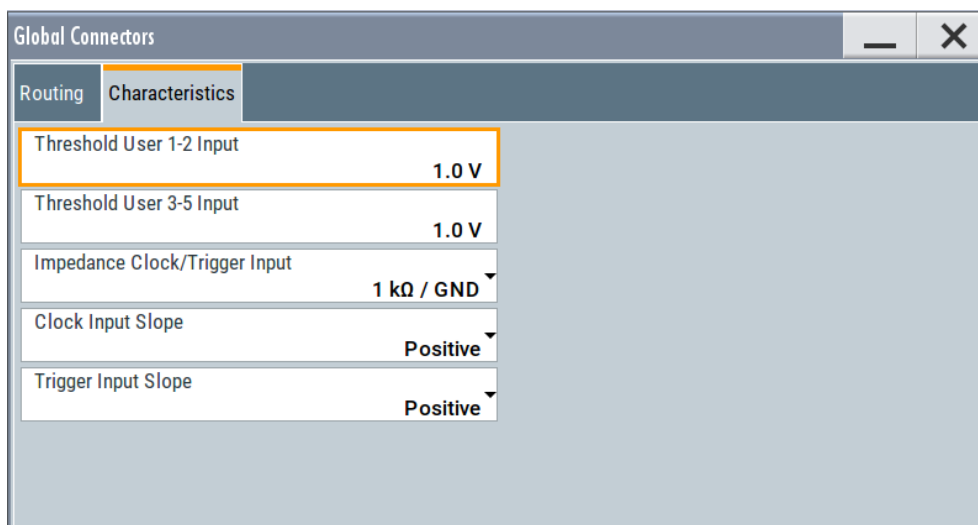 Global Connectors
Routing Characteristics
Threshold User 1-2 Input
1.0 V
Threshold User 3-5 Input
1.0 V
Impedance Clock/Trigger Input
1 kΩ / GND
Clock Input Slope
Positive
Trigger Input Slope
Positive